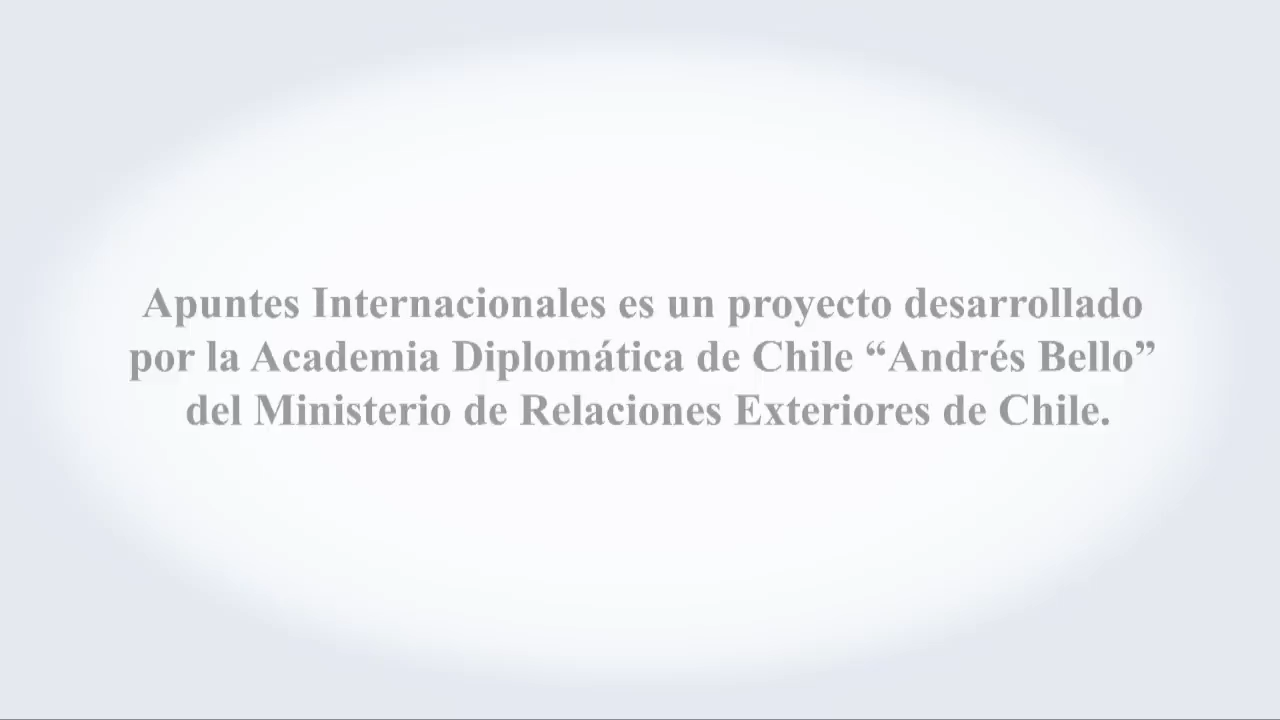 Apuntes Internacionales es un proyecto desarrollado
por la Academia Diplomática de Chile “Andrés Bello”
del Ministerio de Relaciones Exteriores de Chile.